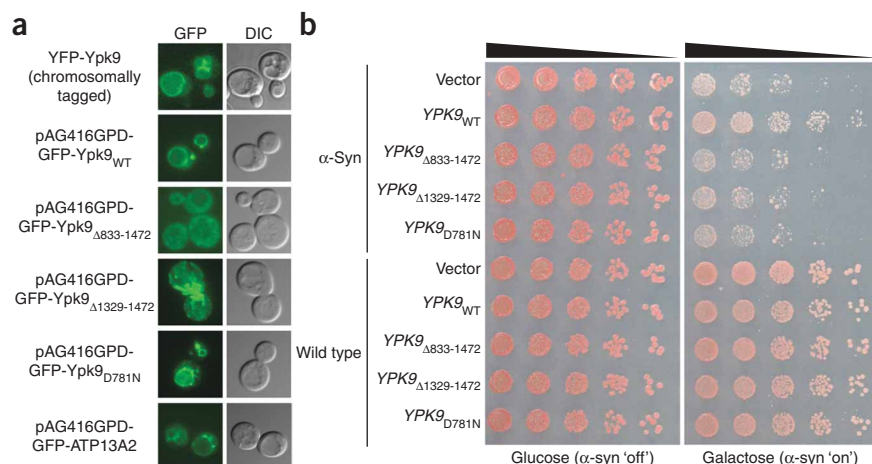 a
GFP
DIC
YFP-Ypk9
(chromosomally
tagged)
pAG416GPD-
GFP-Ypk9WT
pAG416GPD-
GFP-Ypk9Δ833-1472
pAG416GPD-
GFP-Ypk9Δ1329-1472
pAG416GPD-
GFP-Ypk9D781N
pAG416GPD-
GFP-ATP13A2
b
α-Syn
Vector
YPK9WT
YPK9Δ833-1472
YPK9Δ1329-1472
YPK9D781N
Wild type
Vector
YPK9WT
YPK9Δ833-1472
YPK9Δ1329-1472
YPK9D781N
Glucose (α-syn ‘off’)
Galactose (α-syn ‘on’)